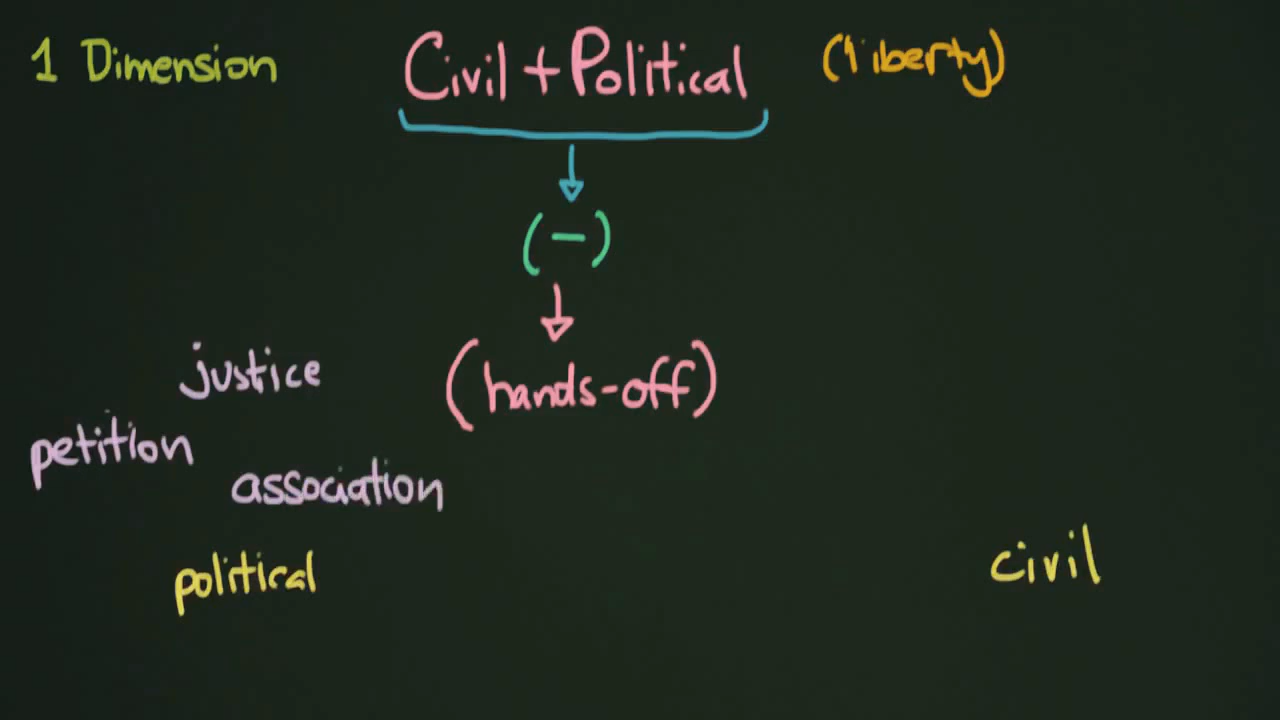 1 Dimension Civil + Political (liberty)
(-)
(hands-off)
justice
petition
association
political
civil